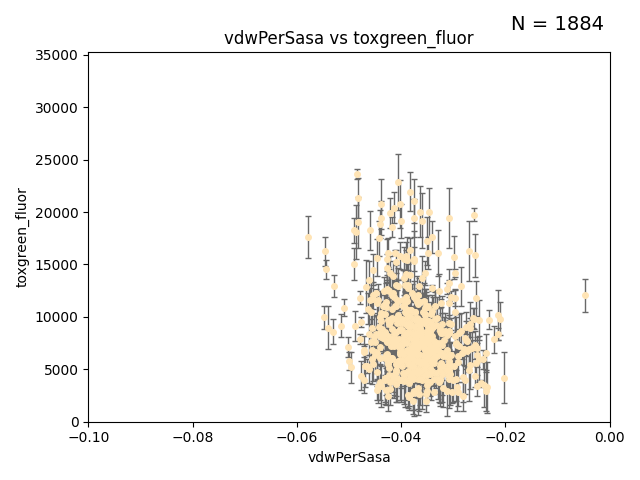 N = 1884
vdwPerSasa vs toxgreen_fluor
35000
30000
25000
20000
15000
10000
5000
0
toxgreen_fluor
−0.10 −0.08 −0.06 −0.04 −0.02 0.00
vdwPerSasa